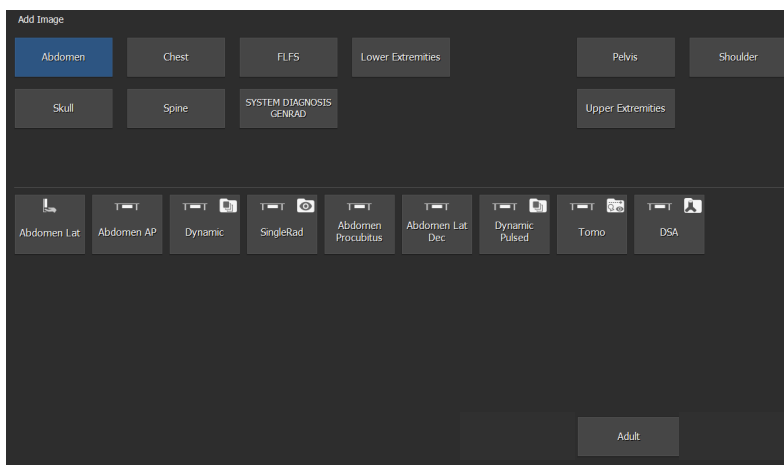 Add Image
Abdomen
Chest
FLFS
Lower Extremities
Pelvis
Shoulder
Skull
Spine
SYSTEM DIAGNOSIS
GENRAD
Upper Extremities
Abdomen Lat
Abdomen AP
Dynamic
SingleRad
Abdomen
Procubitus
Abdomen Lat
Dec
Dynamic
Pulsed
Tomo
DSA
Adult